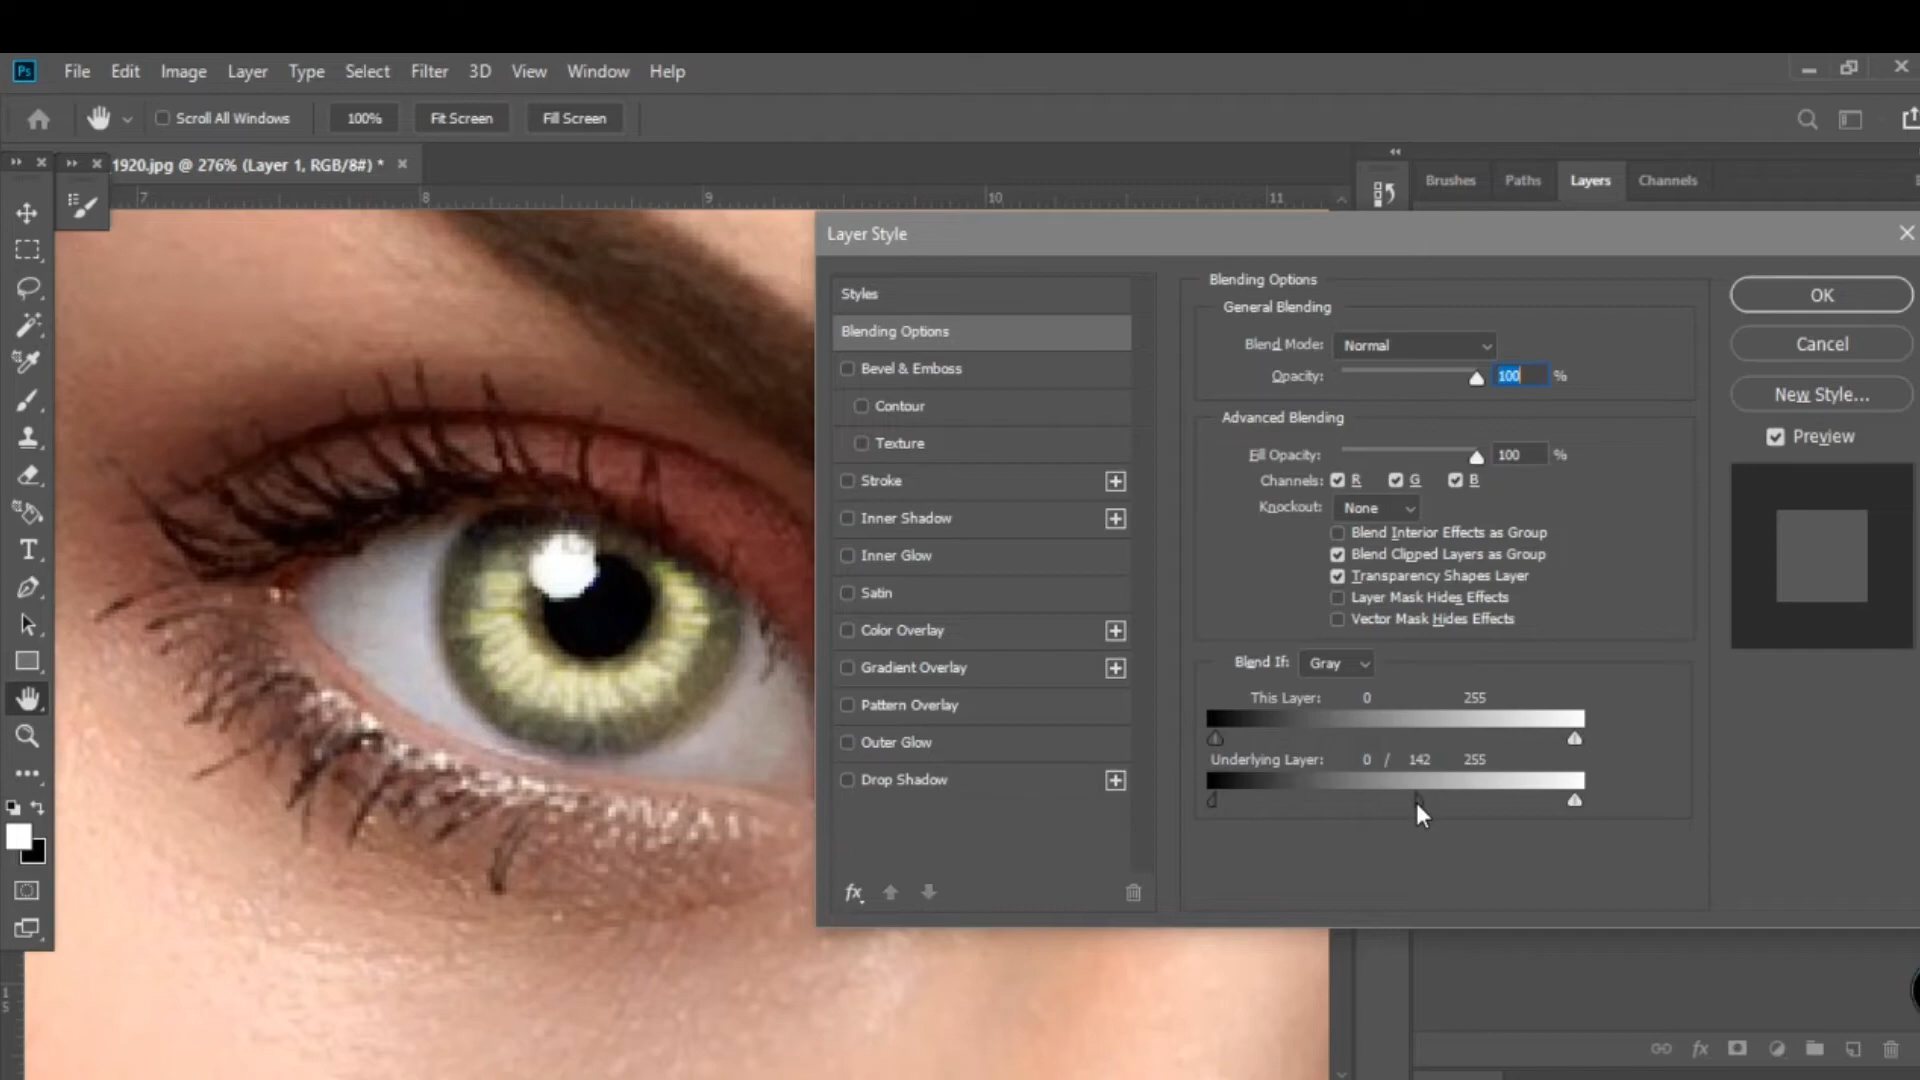 Ps File Edit Image Layer Type Select Filter 3D View Window Help
Scroll All Windows 100% Fit Screen Fill Screen
1920.jpg @ 276% (Layer 1, RGB/8#) *
Brushes Paths Layers Channels
7 8 9 10 11
Layer Style
Styles
Blending Options
Bevel & Emboss
Contour
Texture
Stroke
Inner Shadow
Inner Glow
Satin
Color Overlay
Gradient Overlay
Pattern Overlay
Outer Glow
Drop Shadow
fx
Blending Options
General Blending
Blend Mode: Normal
Opacity: 100 %
Advanced Blending
Fill Opacity: 100 %
Channels: R G B
Knockout: None
Blend Interior Effects as Group
Blend Clipped Layers as Group
Transparency Shapes Layer
Layer Mask Hides Effects
Vector Mask Hides Effects
Blend If: Gray
This Layer: 0 255
Underlying Layer: 0 / 142 255
OK
Cancel
New Style...
Preview
T
1
5
fx